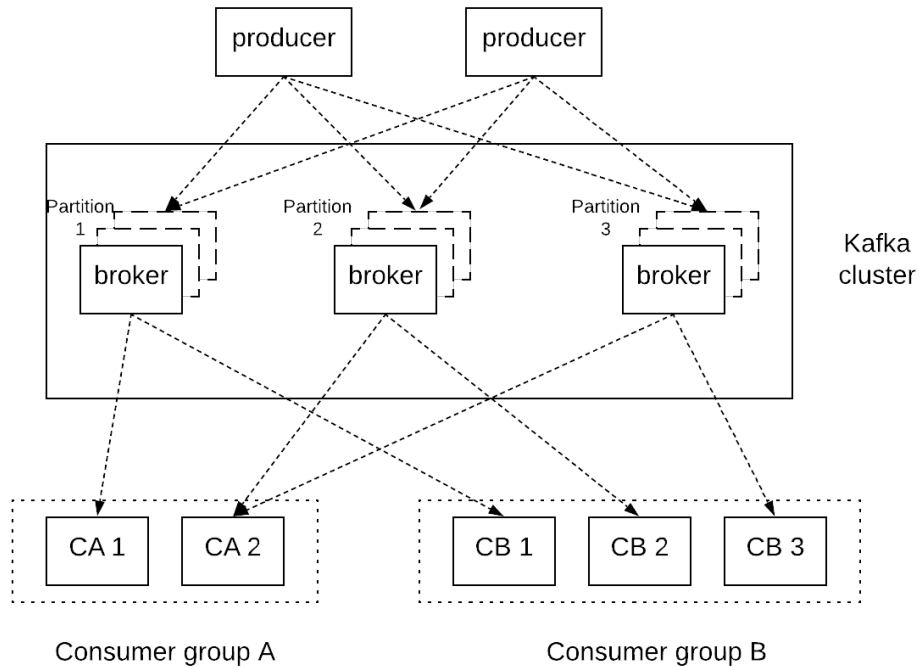 producer
producer
Partition
1
Partition
2
Partition
3
broker
broker
broker
Kafka
cluster
CA 1
CA 2
CB 1
CB 2
CB 3
Consumer group A
Consumer group B